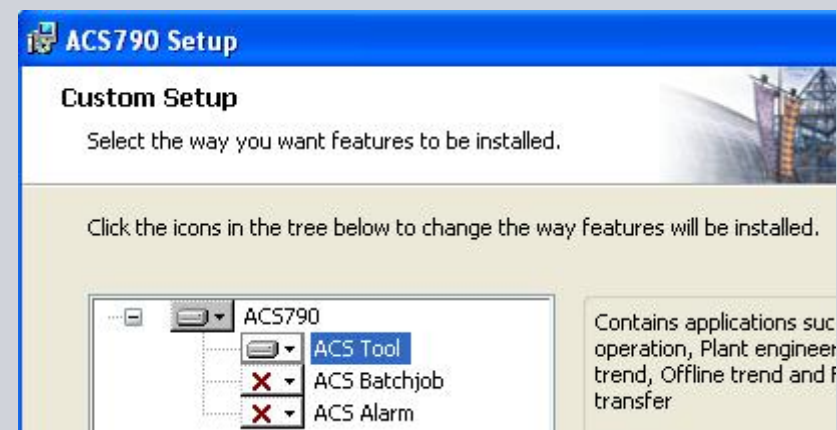 ACS790 Setup
Custom Setup
Select the way you want features to be installed.
Click the icons in the tree below to change the way features will be installed.
ACS790
ACS Tool
ACS Batchjob
ACS Alarm
Contains applications suc
operation, Plant engineer
trend, Offline trend and
transfer